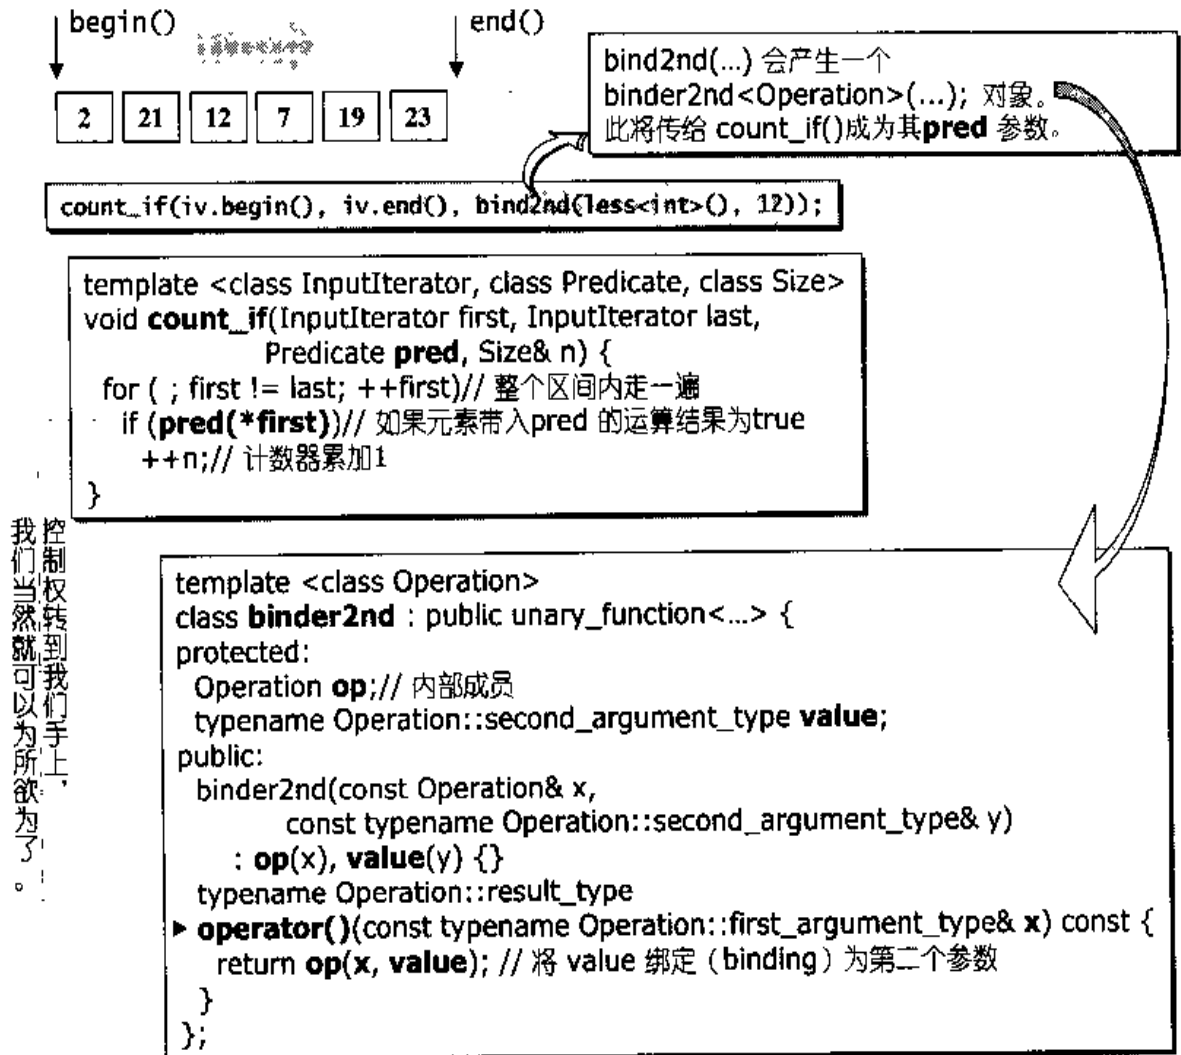 begin()
end()
2 21 12 7 19 23
bind2nd(...) 会产生一个
binder2nd<Operation>(...); 对象。
此将传给 count_if()成为其pred 参数。
count_if(iv.begin(), iv.end(), bind2nd(less<int>(), 12));
template <class InputIterator, class Predicate, class Size>
void count_if(InputIterator first, InputIterator last,
Predicate pred, Size& n) {
for ( ; first != last; ++first)// 整个区间内走一遍
if (pred(*first))// 如果元素带入pred 的运算结果为true
++n;// 计数器累加1
}
控制权转到我们手上，
我们当然就可以为所欲为了。
template <class Operation>
class binder2nd : public unary_function<...> {
protected:
Operation op;// 内部成员
typename Operation::second_argument_type value;
public:
binder2nd(const Operation& x,
const typename Operation::second_argument_type& y)
: op(x), value(y) {}
typename Operation::result_type
operator()(const typename Operation::first_argument_type& x) const {
return op(x, value); // 将 value 绑定（binding）为第二个参数
}
};